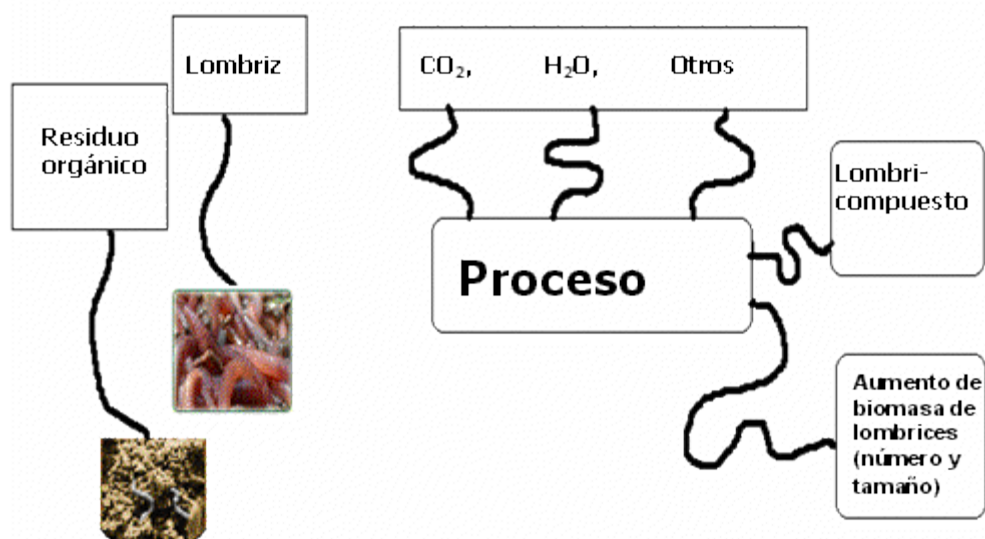 Lombriz
Residuo
orgánico
CO₂, H₂O, Otros
Proceso
Lombri-
compuesto
Aumento de
biomasa de
lombrices
(número y
tamaño)